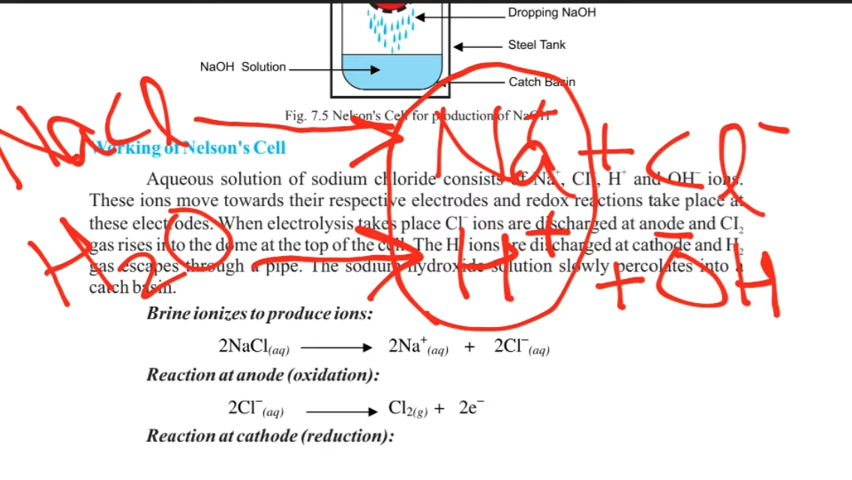 Dropping NaOH
Steel Tank
NaOH Solution
Catch Basin
Fig. 7.5 Nelson's Cell for production of NaOH
NaCl → Na⁺ + Cl⁻
Working of Nelson's Cell
Aqueous solution of sodium chloride consists of Na⁺, Cl⁻, H⁺ and OH⁻ ions.
These ions move towards their respective electrodes and redox reactions take place at
these electrodes. When electrolysis takes place Cl⁻ ions are discharged at anode and CI₂
gas rises into the dome at the top of the cell. The H⁺ ions are discharged at cathode and H₂
gas escapes through a pipe. The sodium hydroxide solution slowly percolates into a
catch basin.
H₂O → H⁺ + ŌH
Brine ionizes to produce ions:
2NaCl(aq) → 2Na⁺(aq) + 2Cl⁻(aq)
Reaction at anode (oxidation):
2Cl⁻(aq) → Cl₂(g) + 2e⁻
Reaction at cathode (reduction):